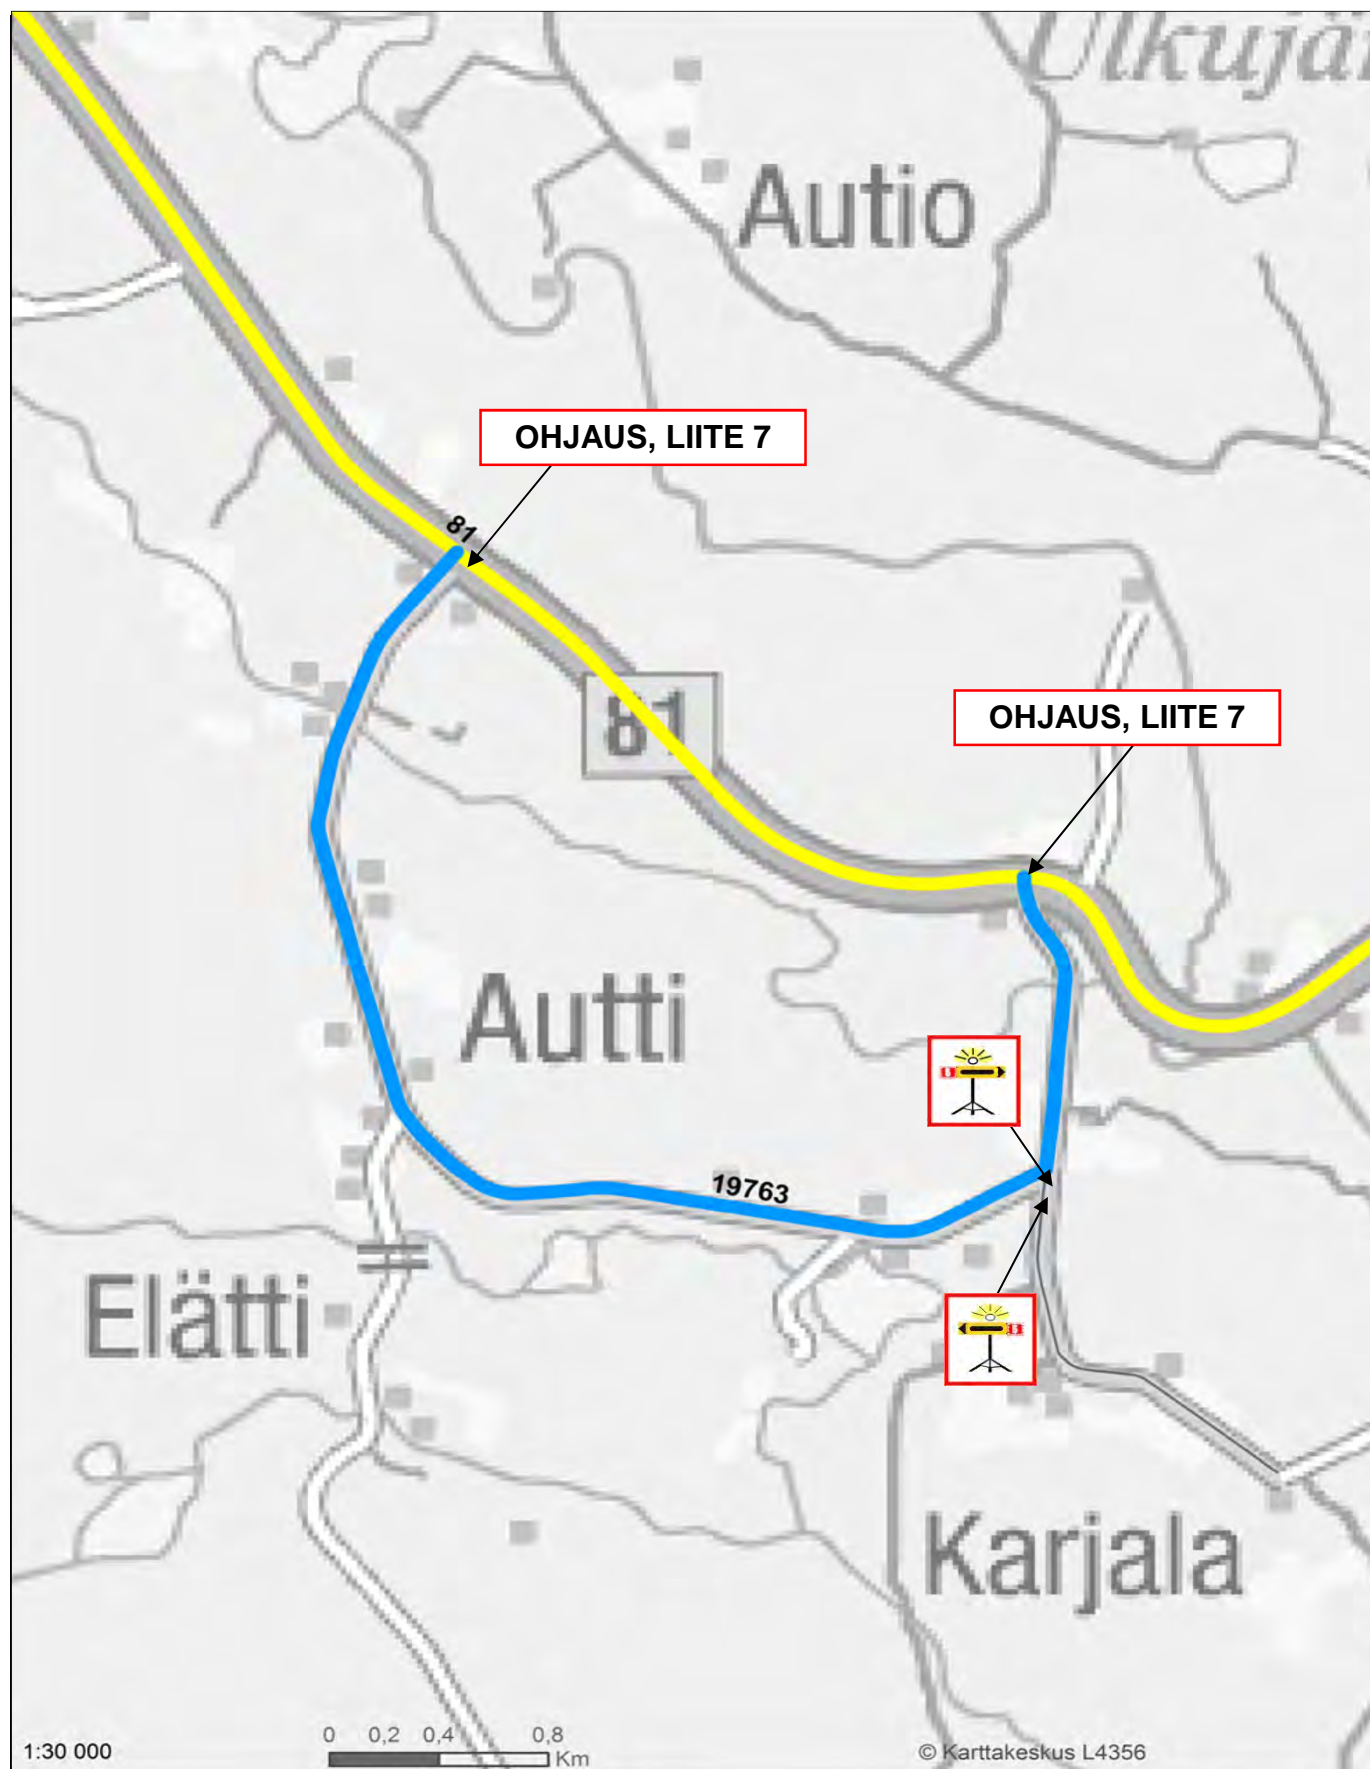 Ulkujär
Autio
OHJAUS, LIITE 7
81
81
OHJAUS, LIITE 7
Autti
19763
Elätti
Karjala
0 0,2 0,4 0,8
Km
1:30 000
© Karttakeskus L4356